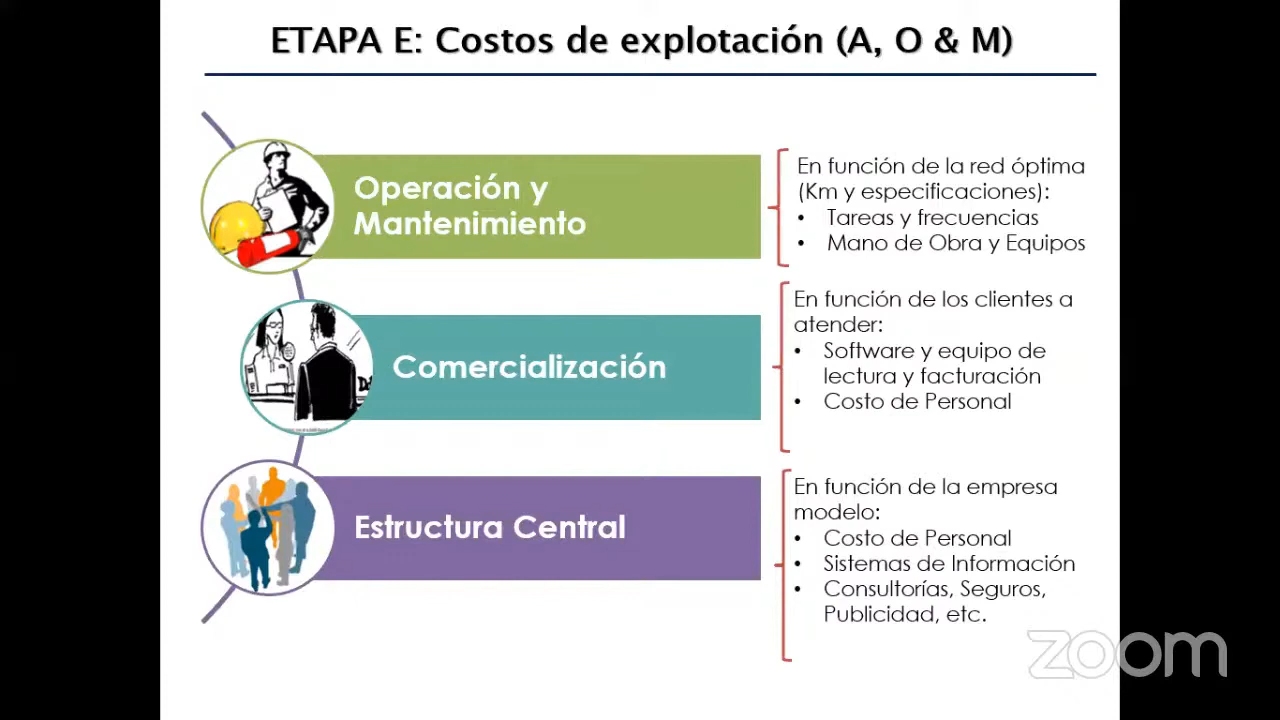 ETAPA E: Costos de explotación (A, O & M)
Operación y
Mantenimiento
En función de la red óptima
(Km y especificaciones):
• Tareas y frecuencias
• Mano de Obra y Equipos
Comercialización
En función de los clientes a
atender:
• Software y equipo de
lectura y facturación
• Costo de Personal
Estructura Central
En función de la empresa
modelo:
• Costo de Personal
• Sistemas de Información
• Consultorías, Seguros,
Publicidad, etc.
zoom